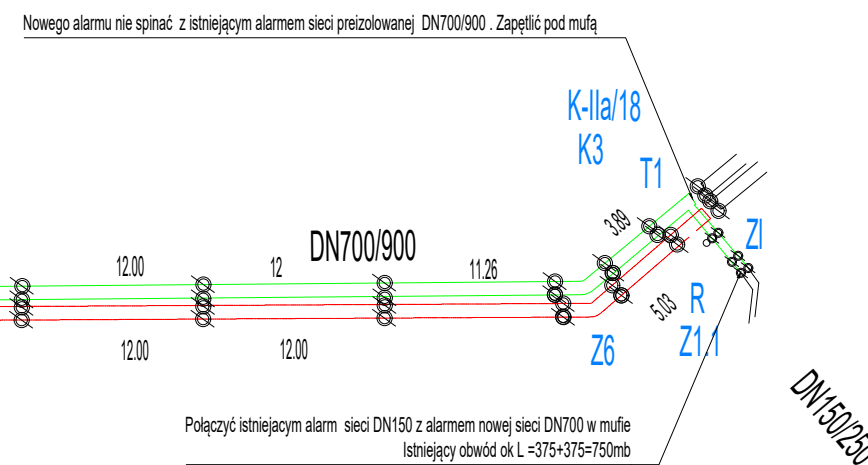 Nowego alarmu nie spinać z istniejącym alarmem sieci preizolowanej DN700/900 . Zapętlić pod mufą
K-IIa/18
K3
T1
3.89
ZI
DN700/900
12.00
12
11.26
12.00
12.00
5.03
R
Z6
Z1.1
DN150/250
Połączyć istniejacym alarm sieci DN150 z alarmem nowej sieci DN700 w mufie
Istniejący obwód ok L =375+375=750mb